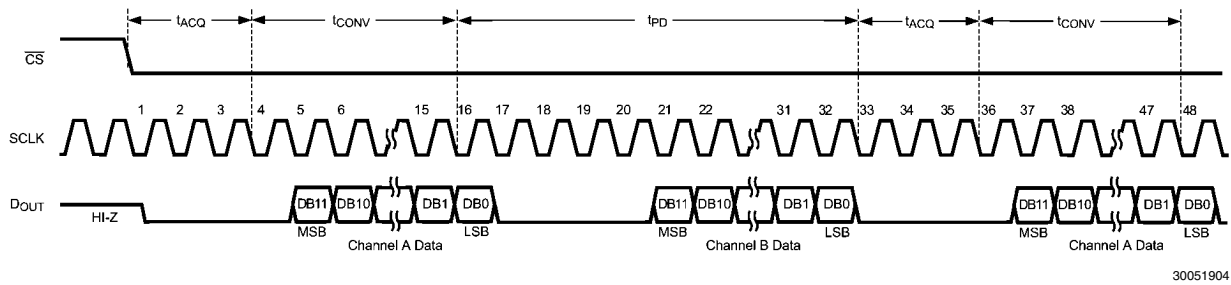 tACQ tCONV tPD tACQ tCONV
CS
1 2 3 4 5 6 15 16 17 18 19 20 21 22 31 32 33 34 35 36 37 38 47 48
SCLK
DOUT
HI-Z
DB11 DB10 DB1 DB0 DB11 DB10 DB1 DB0 DB11 DB10 DB1 DB0
MSB LSB MSB LSB MSB LSB
Channel A Data Channel B Data Channel A Data
30051904